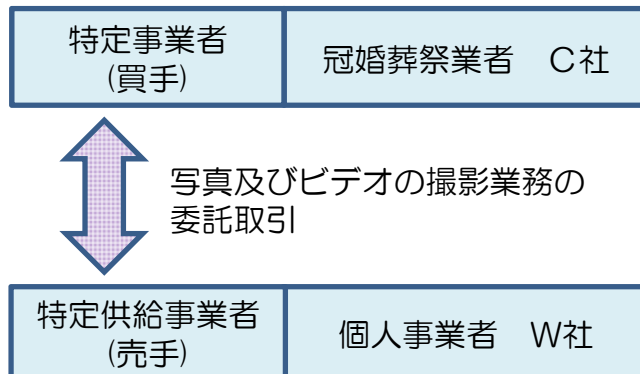 特定事業者
(買手)
冠婚葬祭業者　C社
写真及びビデオの撮影業務の
委託取引
特定供給事業者
(売手)
個人事業者　W社